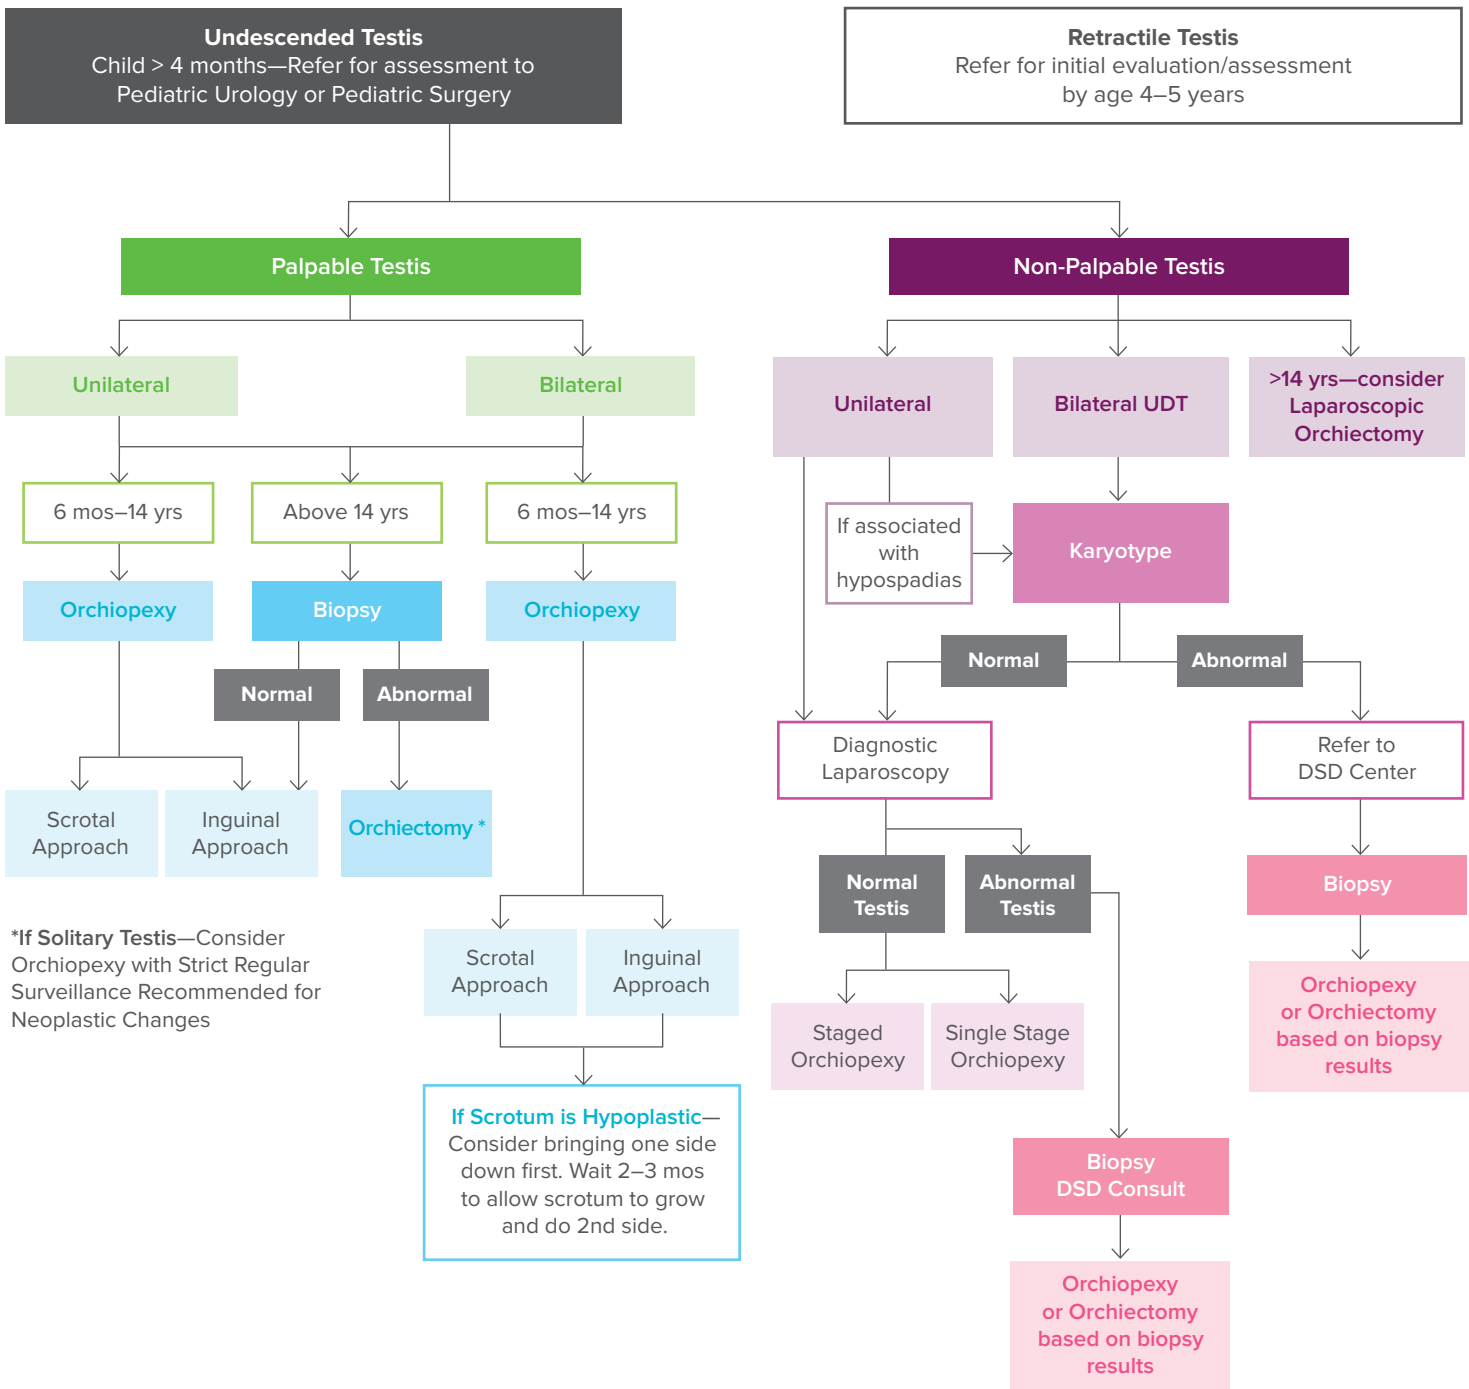 Undescended Testis
Child > 4 months—Refer for assessment to
Pediatric Urology or Pediatric Surgery
Retractile Testis
Refer for initial evaluation/assessment
by age 4–5 years
Palpable Testis
Non-Palpable Testis
Unilateral
Bilateral
Unilateral
Bilateral UDT
>14 yrs—consider
Laparoscopic
Orchiectomy
6 mos–14 yrs
Above 14 yrs
6 mos–14 yrs
If associated
with
hypospadias
Karyotype
Orchiopexy
Biopsy
Orchiopexy
Normal
Abnormal
Normal
Abnormal
Diagnostic
Laparoscopy
Refer to
DSD Center
Scrotal
Approach
Inguinal
Approach
Orchiectomy *
Normal
Testis
Abnormal
Testis
Biopsy
*If Solitary Testis—Consider
Orchiopexy with Strict Regular
Surveillance Recommended for
Neoplastic Changes
Scrotal
Approach
Inguinal
Approach
Orchiopexy
or Orchiectomy
based on biopsy
results
Staged
Orchiopexy
Single Stage
Orchiopexy
If Scrotum is Hypoplastic—
Consider bringing one side
down first. Wait 2–3 mos
to allow scrotum to grow
and do 2nd side.
Biopsy
DSD Consult
Orchiopexy
or Orchiectomy
based on biopsy
results